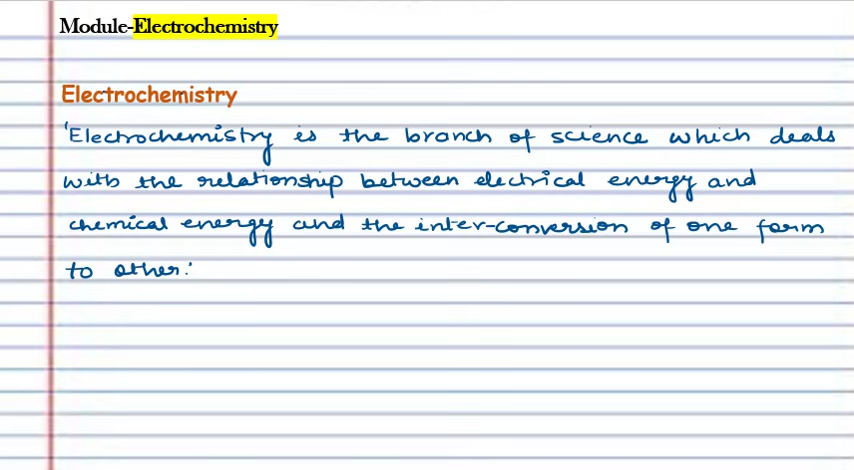 Module-Electrochemistry
Electrochemistry
'Electrochemistry is the branch of science which deals
with the relationship between electrical energy and
chemical energy and the inter-conversion of one form
to other.'